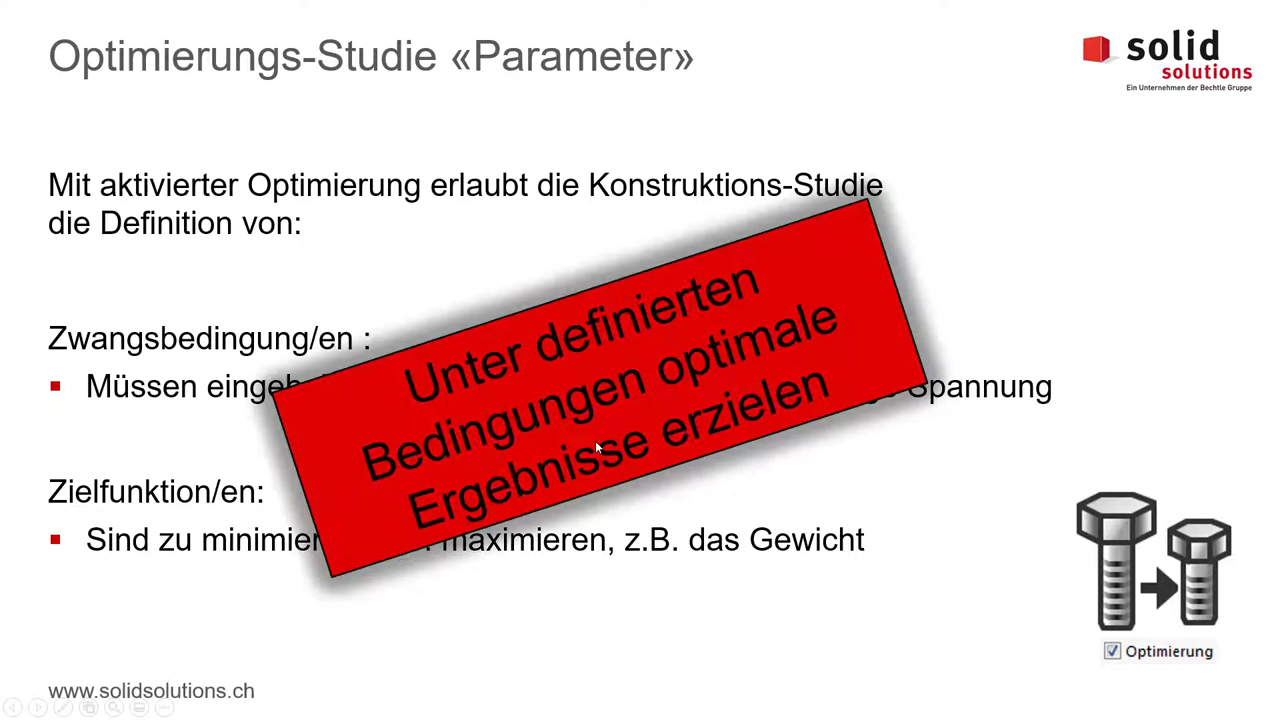 Optimierungs-Studie «Parameter»
solid
solutions
Ein Unternehmen der Bechtle Gruppe
Mit aktivierter Optimierung erlaubt die Konstruktions-Studie
die Definition von:
Unter definierten
Bedingungen optimale
Ergebnisse erzielen
Zwangsbedingung/en :
Müssen Spannung
Zielfunktion/en:
Sind zu maximieren, z.B. das Gewicht
Optimierung
www.solidsolutions.ch